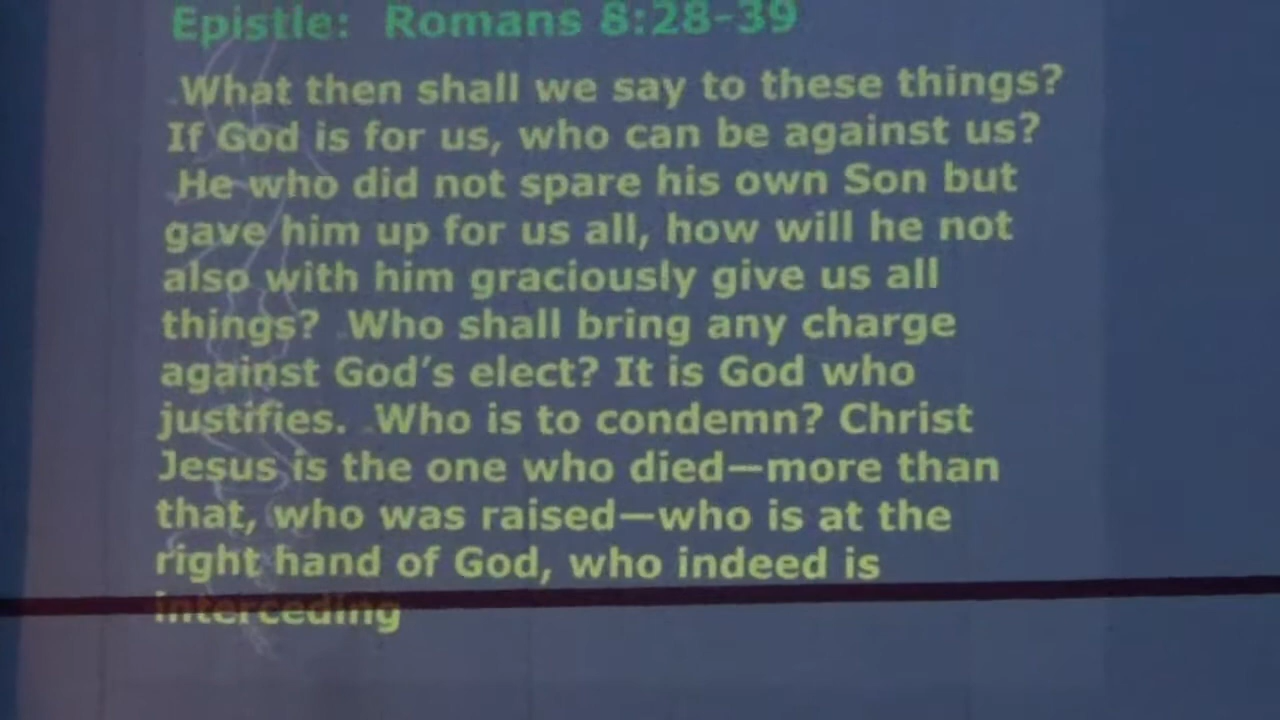 Epistle: Romans 8:28-39
What then shall we say to these things?
If God is for us, who can be against us?
He who did not spare his own Son but
gave him up for us all, how will he not
also with him graciously give us all
things? Who shall bring any charge
against God’s elect? It is God who
justifies. Who is to condemn? Christ
Jesus is the one who died—more than
that, who was raised—who is at the
right hand of God, who indeed is
interceding